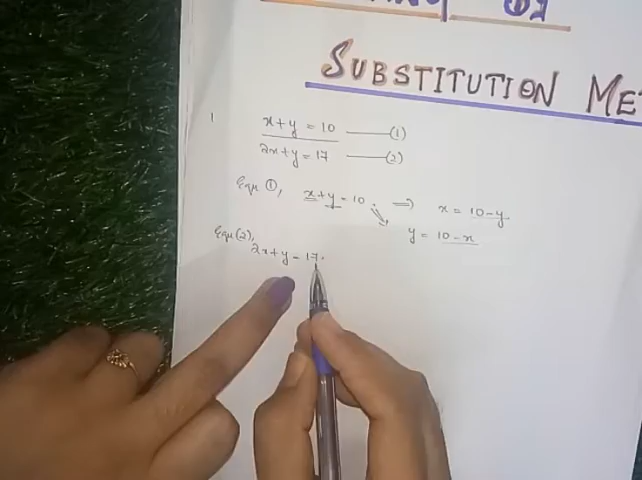 SUBSTITUTION ME
1
x+y = 10 ——— (1)
2x+y = 17 ——— (2)
Eqn ①, x+y = 10. ⟹ x = 10-y
y = 10-x
Eqn (2),
2x+y = 17.